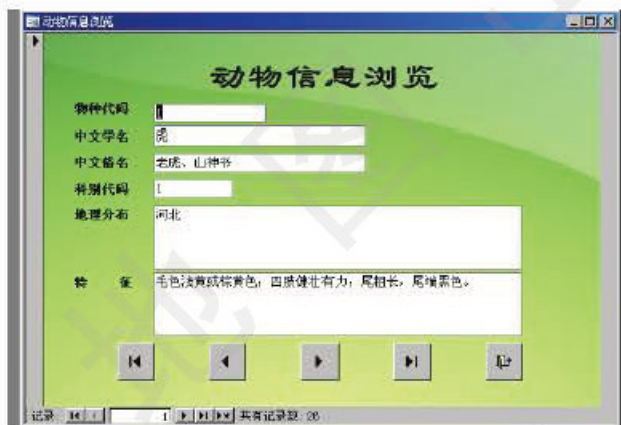 动物信息浏览
动物信息浏览
物种代码 1
中文学名 虎
中文俗名 老虎、山神爷
科别代码 1
地理分布 河北
特 征 毛色浅黄或棕黄色,四肢健壮有力,尾粗长,尾端黑色。
记录: 1 共有记录数: 26